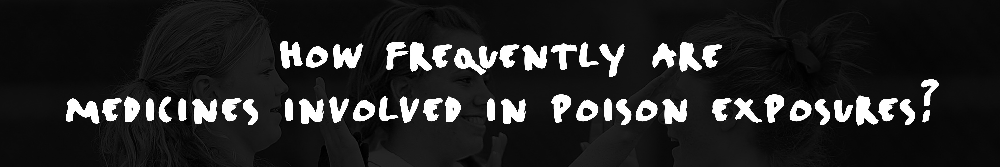 How frequently are
medicines involved in poison exposures?